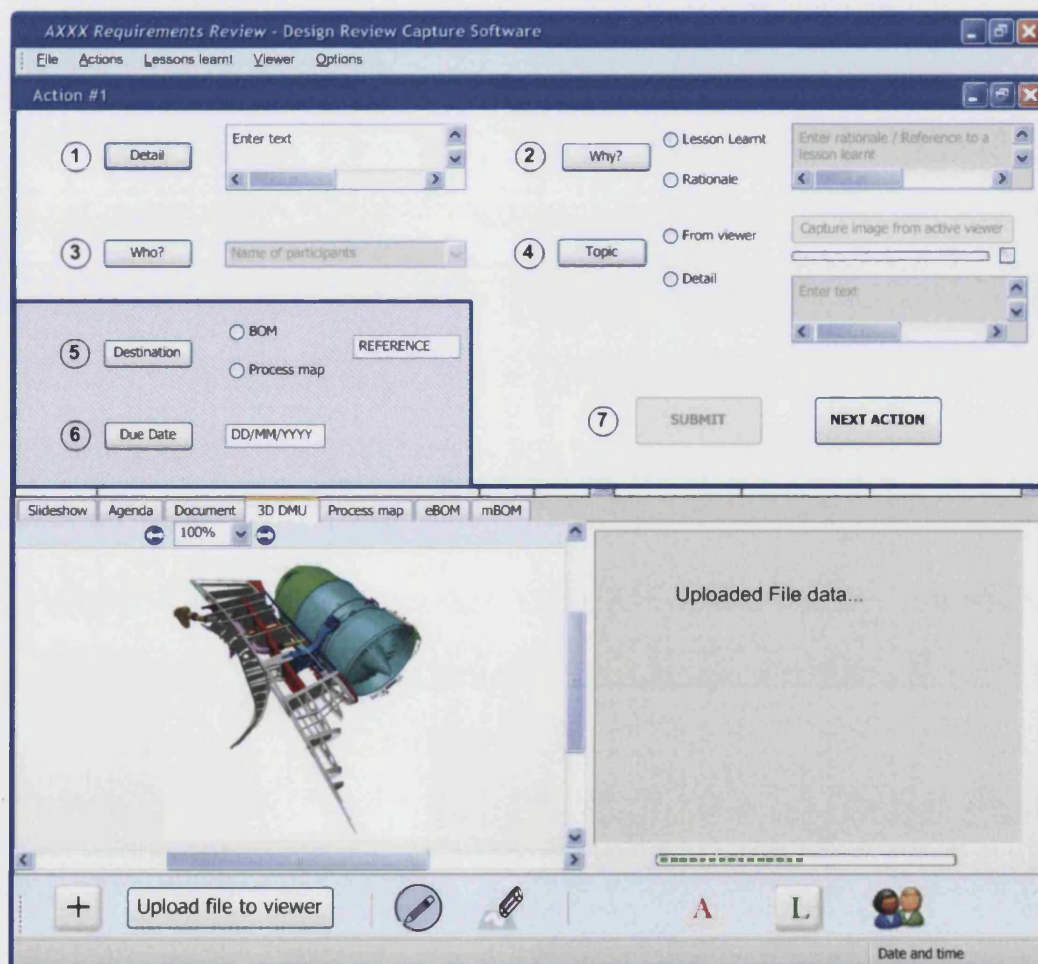 AXXX Requirements Review - Design Review Capture Software
File Actions Lessons learnt Viewer Options
Action #1
1 Detail
Enter text
2 Why?
Lesson Learnt
Rationale
Enter rationale / Reference to a
lesson learnt
3 Who?
Name of participants
4 Topic
From viewer
Capture image from active viewer
Detail
Enter text
5 Destination
BOM
Process map
REFERENCE
6 Due Date
DD/MM/YYYY
7 SUBMIT
NEXT ACTION
Slideshow Agenda Document 3D DMU Process map eBOM mBOM
100%
Uploaded File data...
+ Upload file to viewer
A L
Date and time